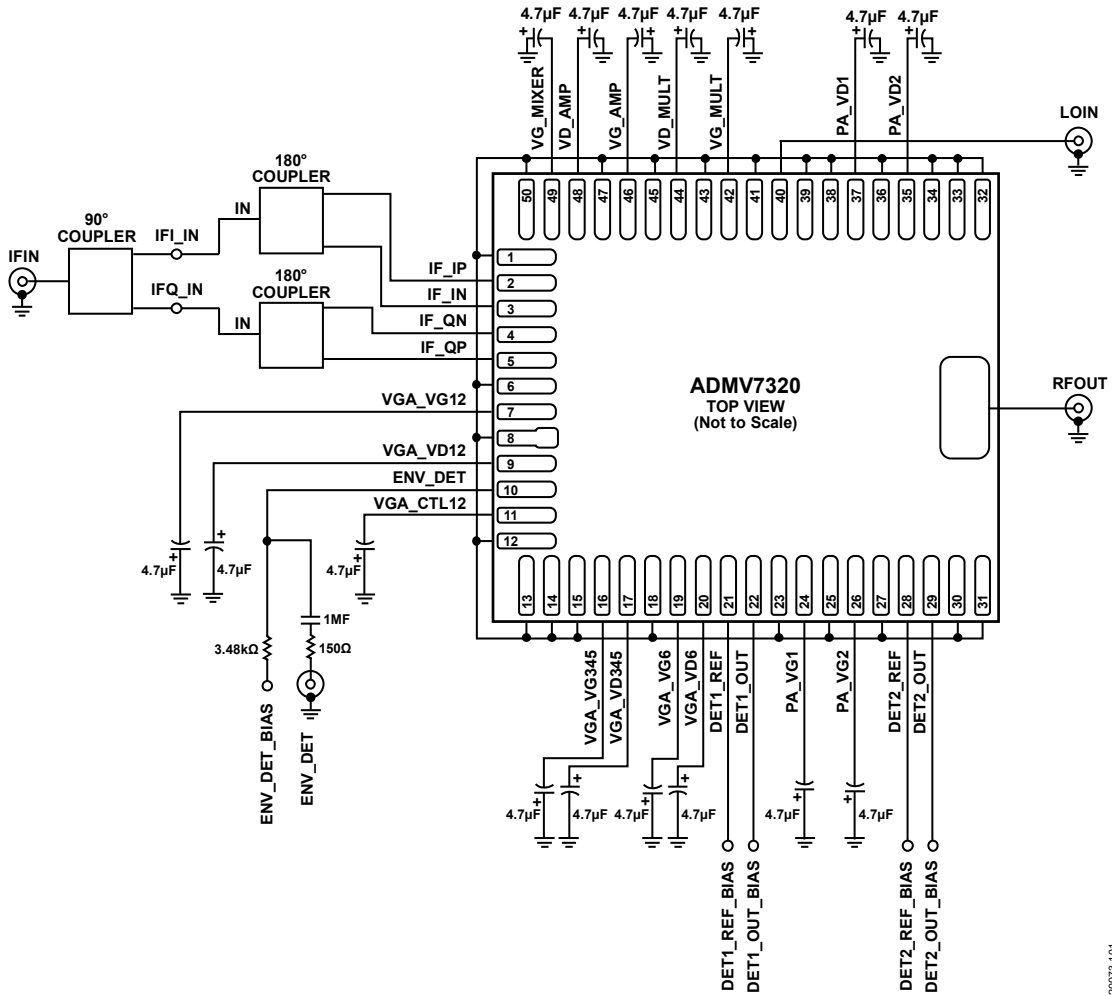 4.7µF 4.7µF 4.7µF 4.7µF 4.7µF 4.7µF 4.7µF
+ + + + + + +
VG_MIXER
VD_AMP
VG_AMP
VD_MULT
VG_MULT
PA_VD1
PA_VD2
LOIN
50 49 48 47 46 45 44 43 42 41 40 39 38 37 36 35 34 33 32
180°
COUPLER
IN
90°
COUPLER
IFI_IN
IFIN
IFQ_IN
180°
COUPLER
IN
IF_IP
IF_IN
IF_QN
IF_QP
VGA_VG12
VGA_VD12
ENV_DET
VGA_CTL12
1
2
3
4
5
6
7
8
9
10
11
12
ADMV7320
TOP VIEW
(Not to Scale)
RFOUT
+
4.7µF
+
4.7µF
+
4.7µF
1MF
3.48kΩ
150Ω
ENV_DET_BIAS
ENV_DET
13 14 15 16 17 18 19 20 21 22 23 24 25 26 27 28 29 30 31
VGA_VG345
VGA_VD345
VGA_VG6
VGA_VD6
DET1_REF
DET1_OUT
PA_VG1
PA_VG2
DET2_REF
DET2_OUT
+ + + + + +
4.7µF 4.7µF 4.7µF 4.7µF 4.7µF 4.7µF
DET1_REF_BIAS
DET1_OUT_BIAS
DET2_REF_BIAS
DET2_OUT_BIAS